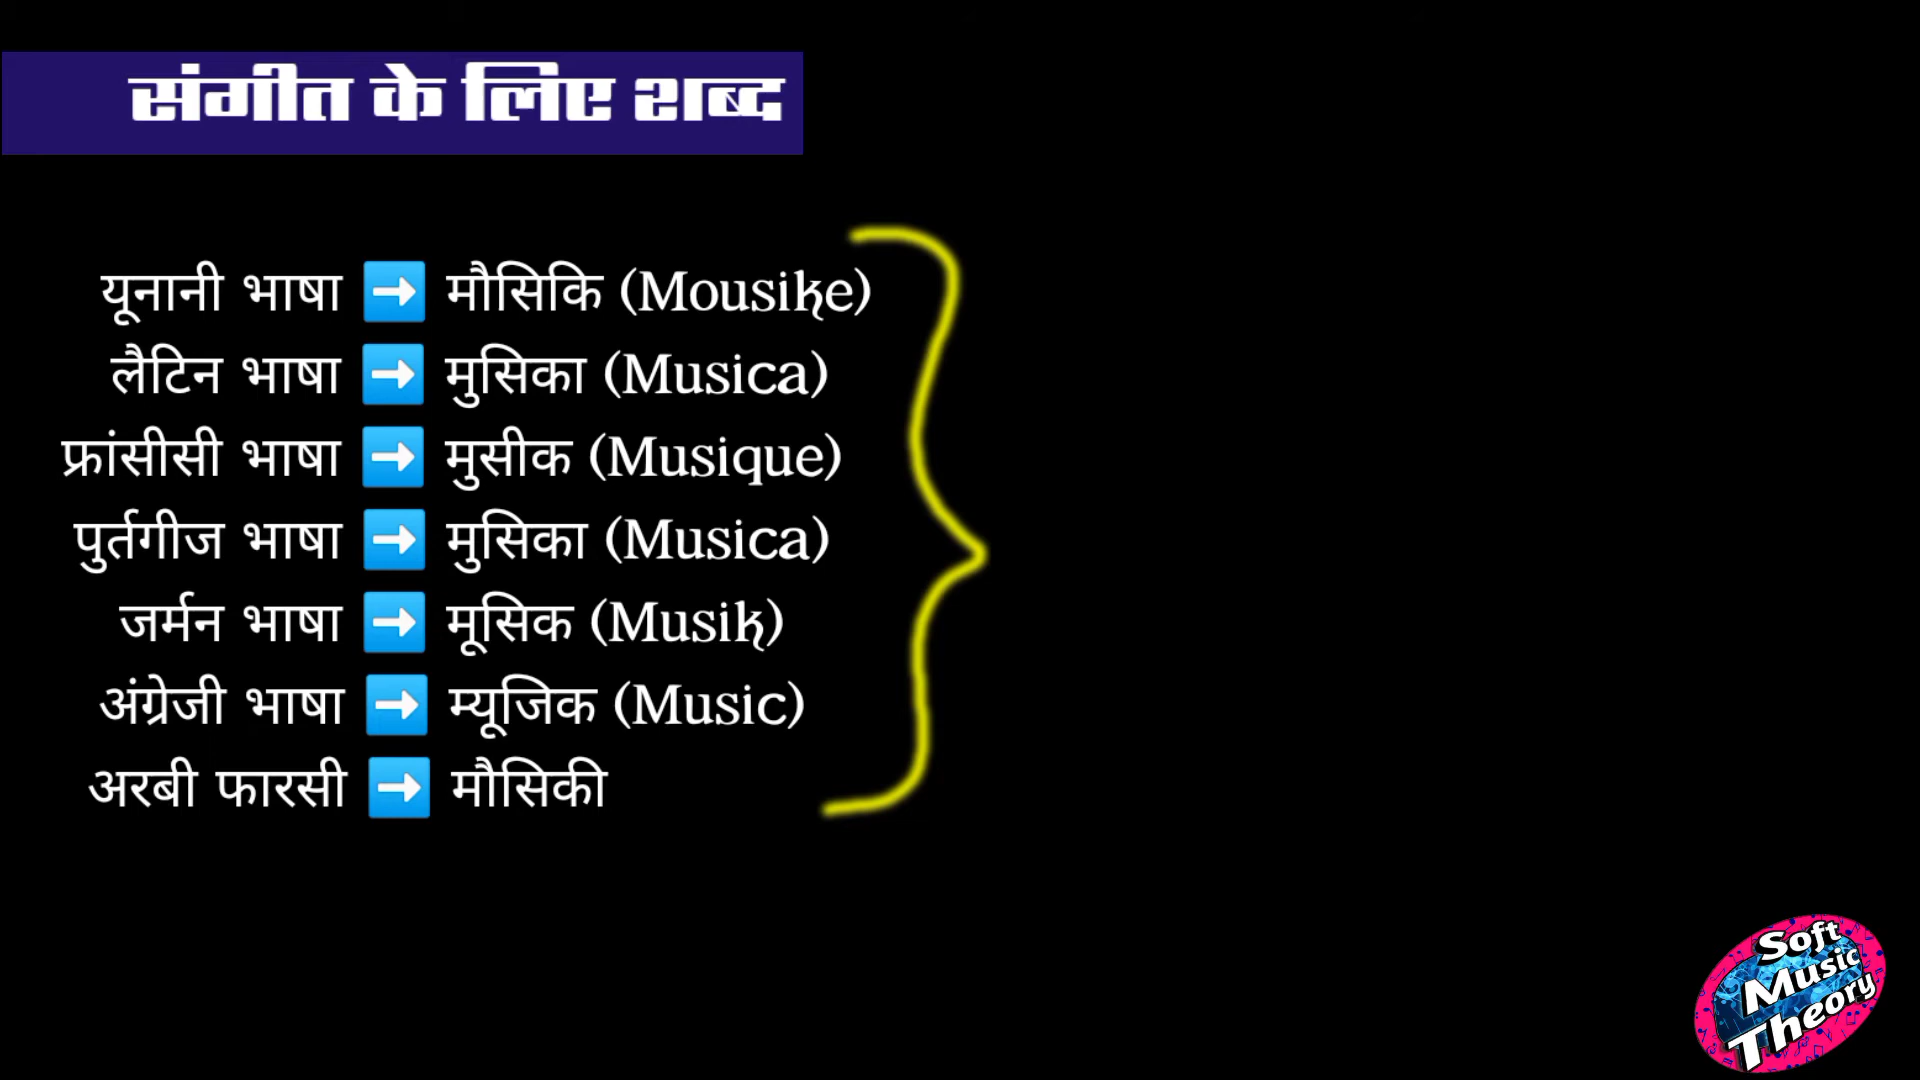 संगीत के लिए शब्द
यूनानी भाषा ➡ मौसिकि (Mousike)
लैटिन भाषा ➡ मुसिका (Musica)
फ्रांसीसी भाषा ➡ मुसीक (Musique)
पुर्तगीज भाषा ➡ मुसिका (Musica)
जर्मन भाषा ➡ मूसिक (Musik)
अंग्रेजी भाषा ➡ म्यूजिक (Music)
अरबी फारसी ➡ मौसिकी
Soft
Music
Theory